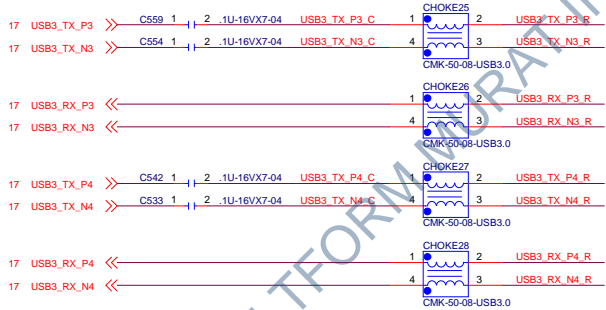 CHOKE25
17 USB3_TX_P3 C559 1 2 .1U-16VX7-04 USB3_TX_P3_C 1 2 USB3_TX_P3_R
17 USB3_TX_N3 C554 1 2 .1U-16VX7-04 USB3_TX_N3_C 4 3 USB3_TX_N3_R
CMK-50-08-USB3.0
CHOKE26
17 USB3_RX_P3 1 2 USB3_RX_P3_R
17 USB3_RX_N3 4 3 USB3_RX_N3_R
CMK-50-08-USB3.0
CHOKE27
17 USB3_TX_P4 C542 1 2 .1U-16VX7-04 USB3_TX_P4_C 1 2 USB3_TX_P4_R
17 USB3_TX_N4 C533 1 2 .1U-16VX7-04 USB3_TX_N4_C 4 3 USB3_TX_N4_R
CMK-50-08-USB3.0
CHOKE28
17 USB3_RX_P4 1 2 USB3_RX_P4_R
17 USB3_RX_N4 4 3 USB3_RX_N4_R
CMK-50-08-USB3.0
TFORM MURAT